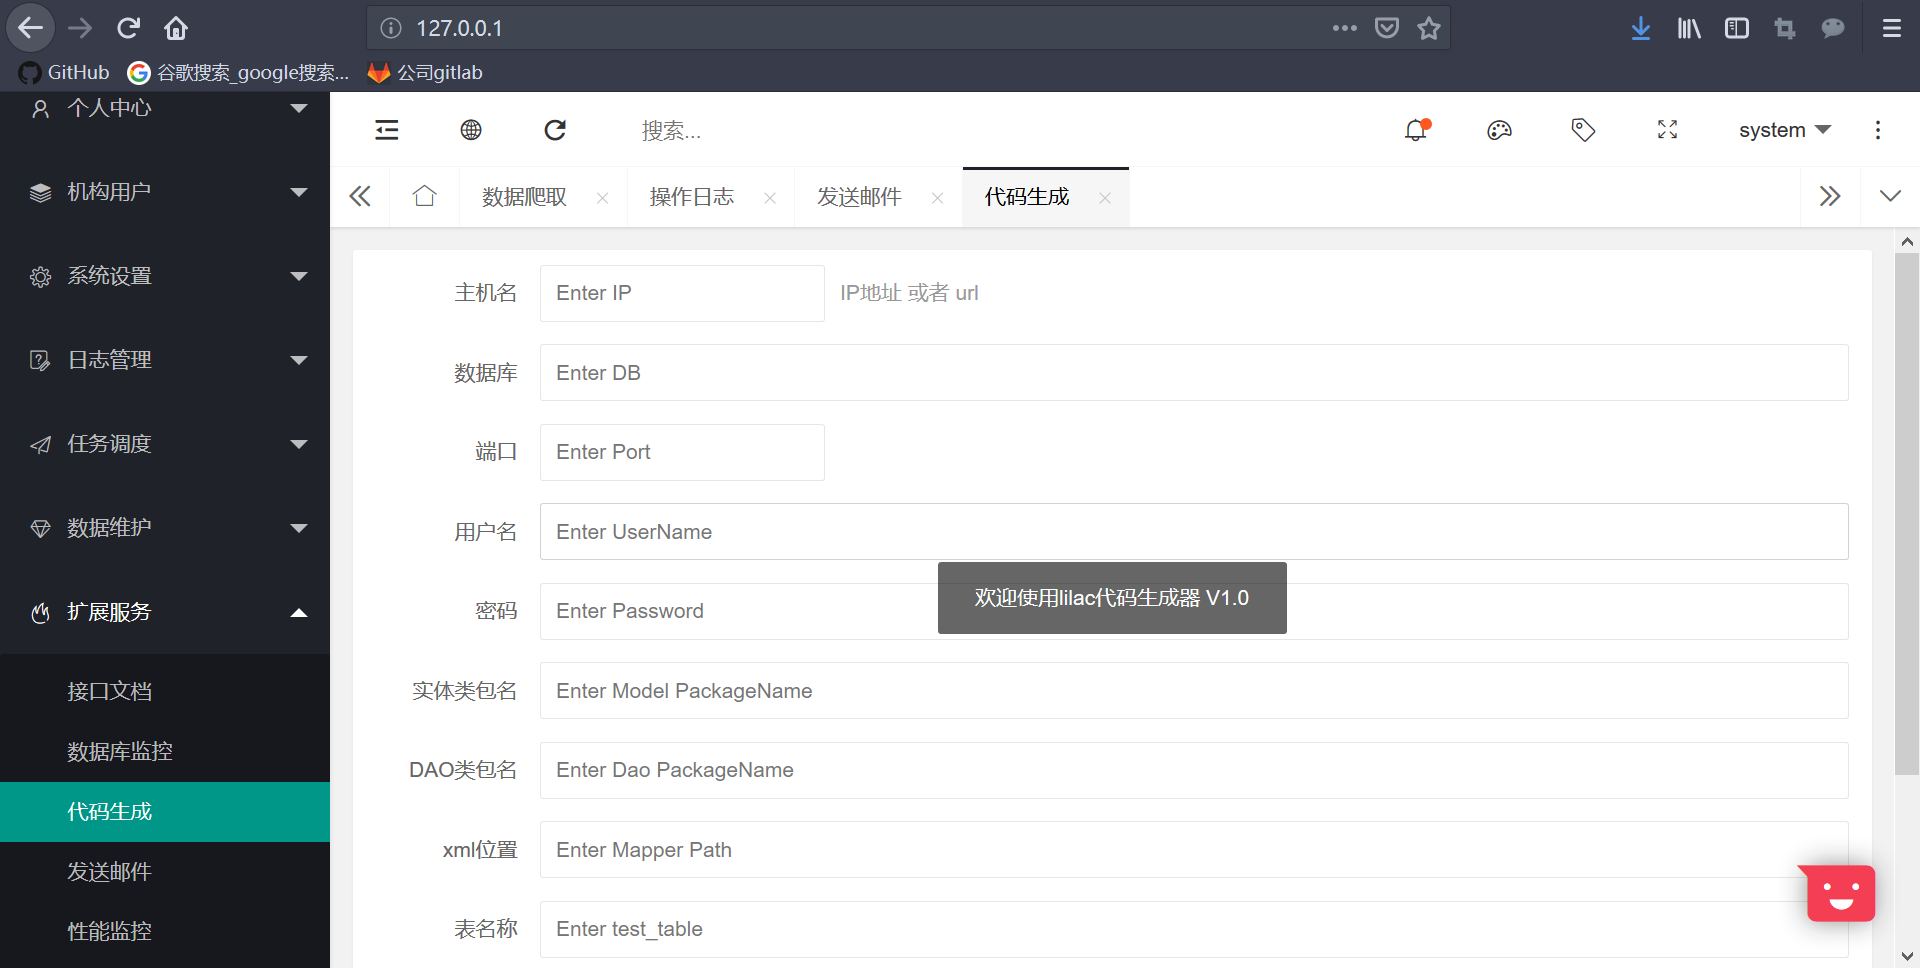 127.0.0.1
GitHub
谷歌搜索_google搜索...
公司gitlab
个人中心
机构用户
系统设置
日志管理
任务调度
数据维护
扩展服务
接口文档
数据库监控
代码生成
发送邮件
性能监控
搜索...
system
数据爬取
操作日志
发送邮件
代码生成
主机名 Enter IP IP地址 或者 url
数据库 Enter DB
端口 Enter Port
用户名 Enter UserName
欢迎使用lilac代码生成器 V1.0
密码 Enter Password
实体类包名 Enter Model PackageName
DAO类包名 Enter Dao PackageName
xml位置 Enter Mapper Path
表名称 Enter test_table